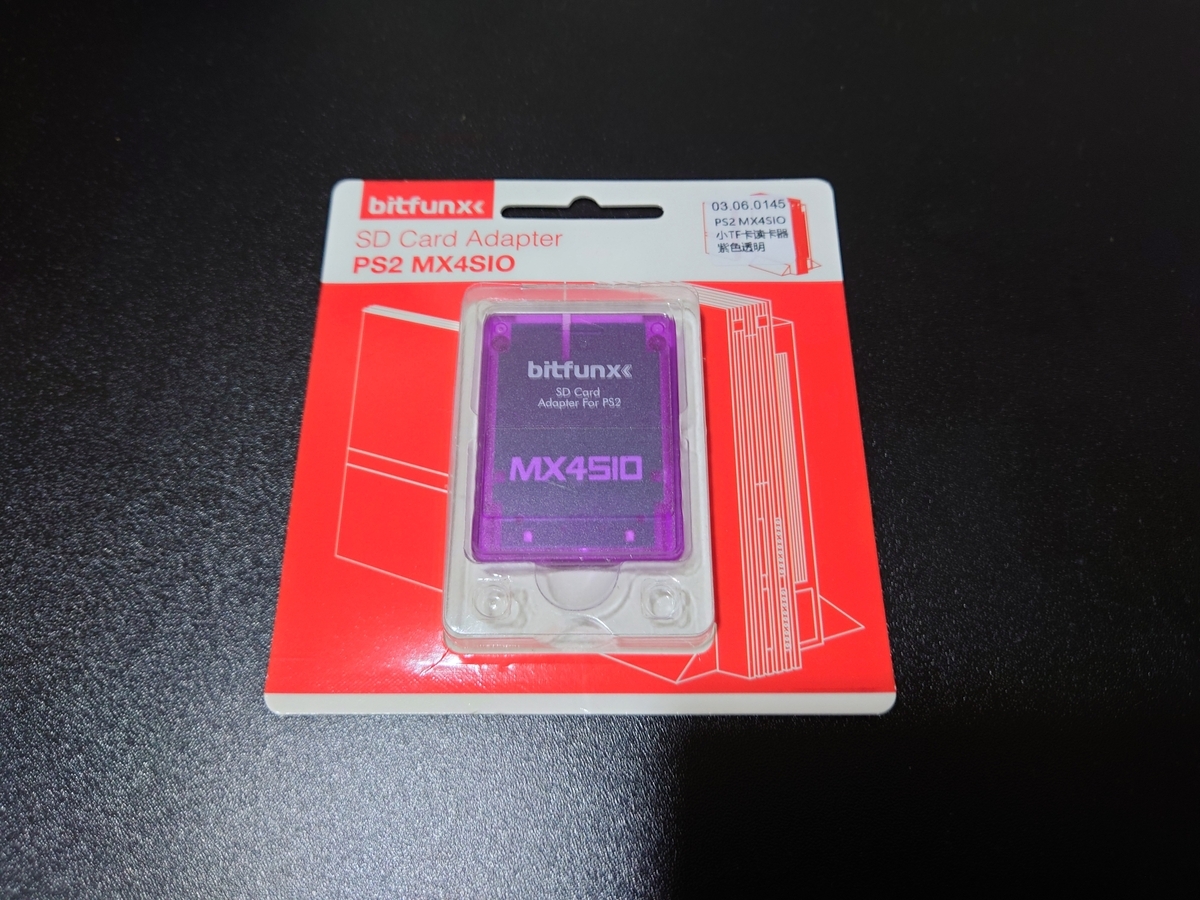 bitfunx
SD Card Adapter
PS2 MX4SIO
03.06.0145
PS2 MX4SIO
小TF卡读卡器
紫色透明
bitfunx
SD Card
Adapter For PS2
MX4SIO